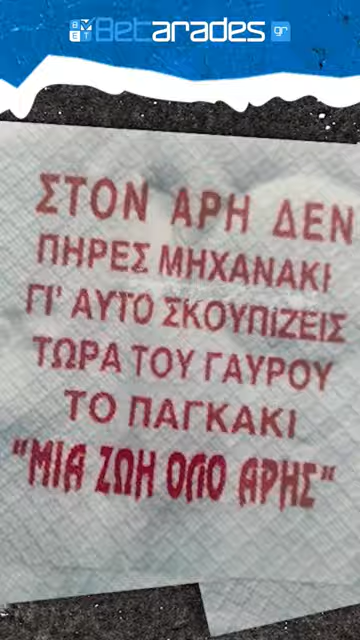 BET Betarades gr
ΣΤΟΝ ΑΡΗ ΔΕΝ
ΠΗΡΕΣ ΜΗΧΑΝΑΚΙ
ΓΙ' ΑΥΤΟ ΣΚΟΥΠΙΖΕΙΣ
ΤΩΡΑ ΤΟΥ ΓΑΥΡΟΥ
ΤΟ ΠΑΓΚΑΚΙ
"ΜΙΑ ΖΩΗ ΟΛΟ ΑΡΗΣ"